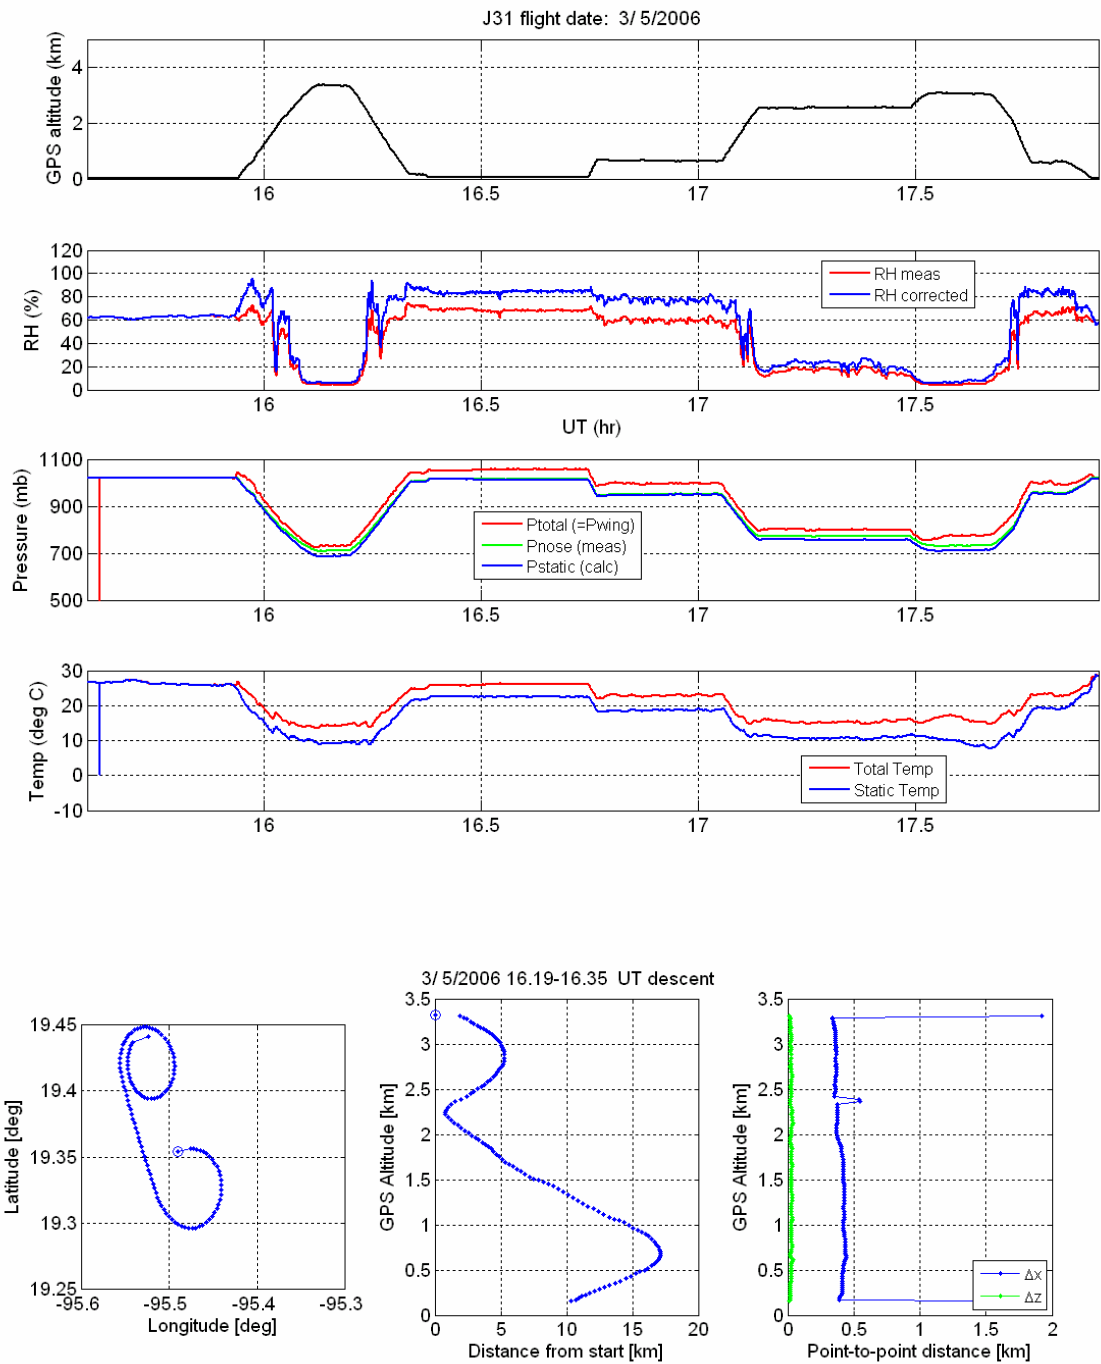 J31 flight date: 3/ 5/2006
GPS altitude (km)
4
2
0
16 16.5 17 17.5
RH (%)
120
100
80
60
40
20
0
RH meas
RH corrected
16 16.5 17 17.5
UT (hr)
Pressure (mb)
1100
900
700
500
Ptotal (=Pwing)
Pnose (meas)
Pstatic (calc)
16 16.5 17 17.5
Temp (deg C)
30
20
10
0
-10
Total Temp
Static Temp
16 16.5 17 17.5
Latitude [deg]
19.45
19.4
19.35
19.3
19.25
-95.6 -95.5 -95.4 -95.3
Longitude [deg]
3/ 5/2006 16.19-16.35 UT descent
GPS Altitude [km]
3.5
3
2.5
2
1.5
1
0.5
0
0 5 10 15 20
Distance from start [km]
GPS Altitude [km]
3.5
3
2.5
2
1.5
1
0.5
0
Δx
Δz
0 0.5 1 1.5 2
Point-to-point distance [km]